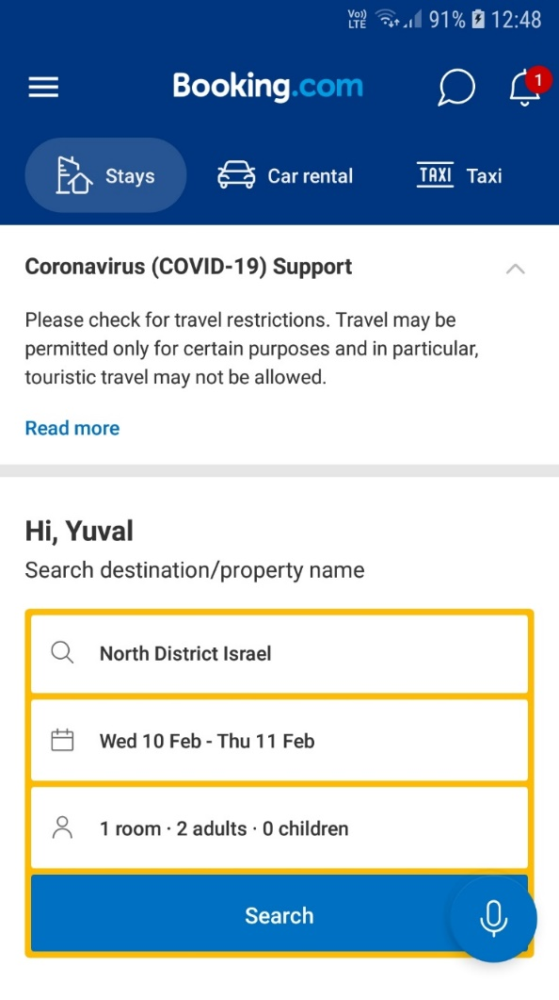 Vo)) LTE 91% 12:48
Booking.com
1
Stays
Car rental
TAXI Taxi
Coronavirus (COVID-19) Support
Please check for travel restrictions. Travel may be
permitted only for certain purposes and in particular,
touristic travel may not be allowed.
Read more
Hi, Yuval
Search destination/property name
North District Israel
Wed 10 Feb - Thu 11 Feb
1 room · 2 adults · 0 children
Search